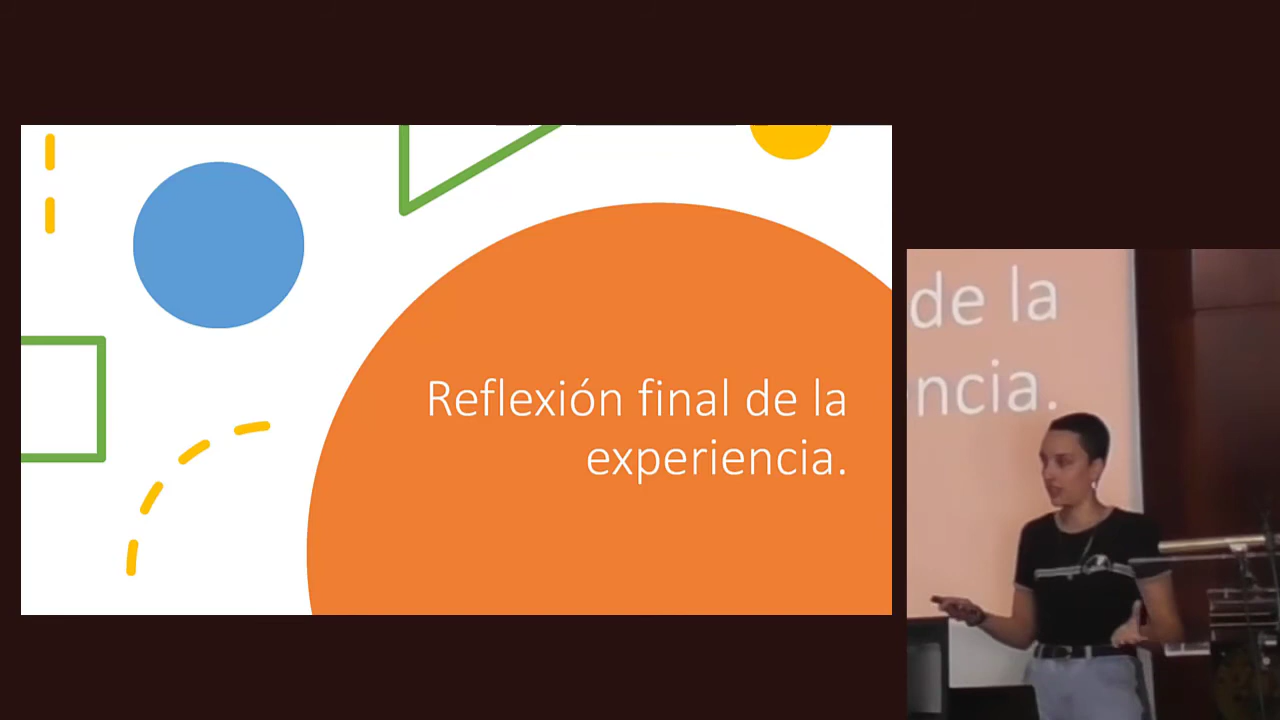 Reflexión final de la
experiencia.
de la
ncia.